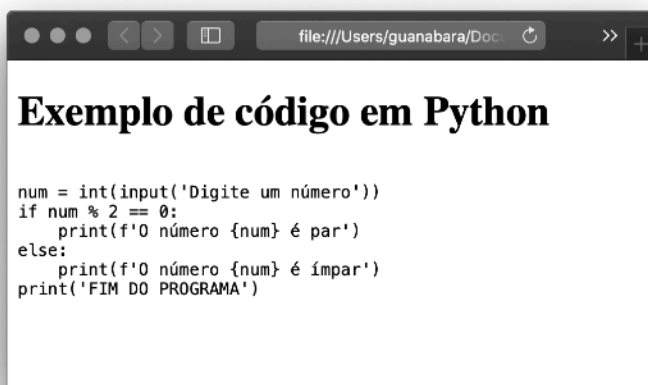 file:///Users/guanabara/Doc
Exemplo de código em Python
num = int(input('Digite um número'))
if num % 2 == 0:
    print(f'O número {num} é par')
else:
    print(f'O número {num} é ímpar')
print('FIM DO PROGRAMA')